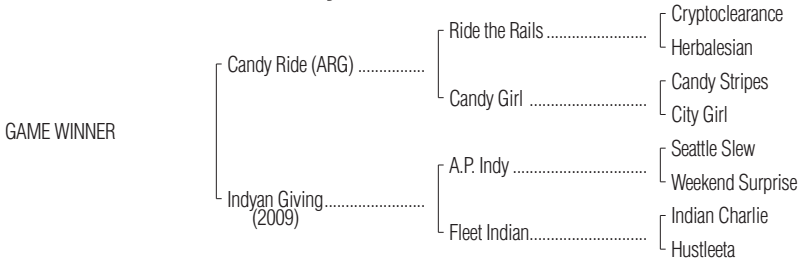 Cryptoclearance
Ride the Rails ........................
Herbalesian
Candy Ride (ARG) ................
Candy Stripes
Candy Girl ............................
City Girl
GAME WINNER
Seattle Slew
A.P. Indy ................................
Weekend Surprise
Indyan Giving........................
(2009)
Indian Charlie
Fleet Indian............................
Hustleeta